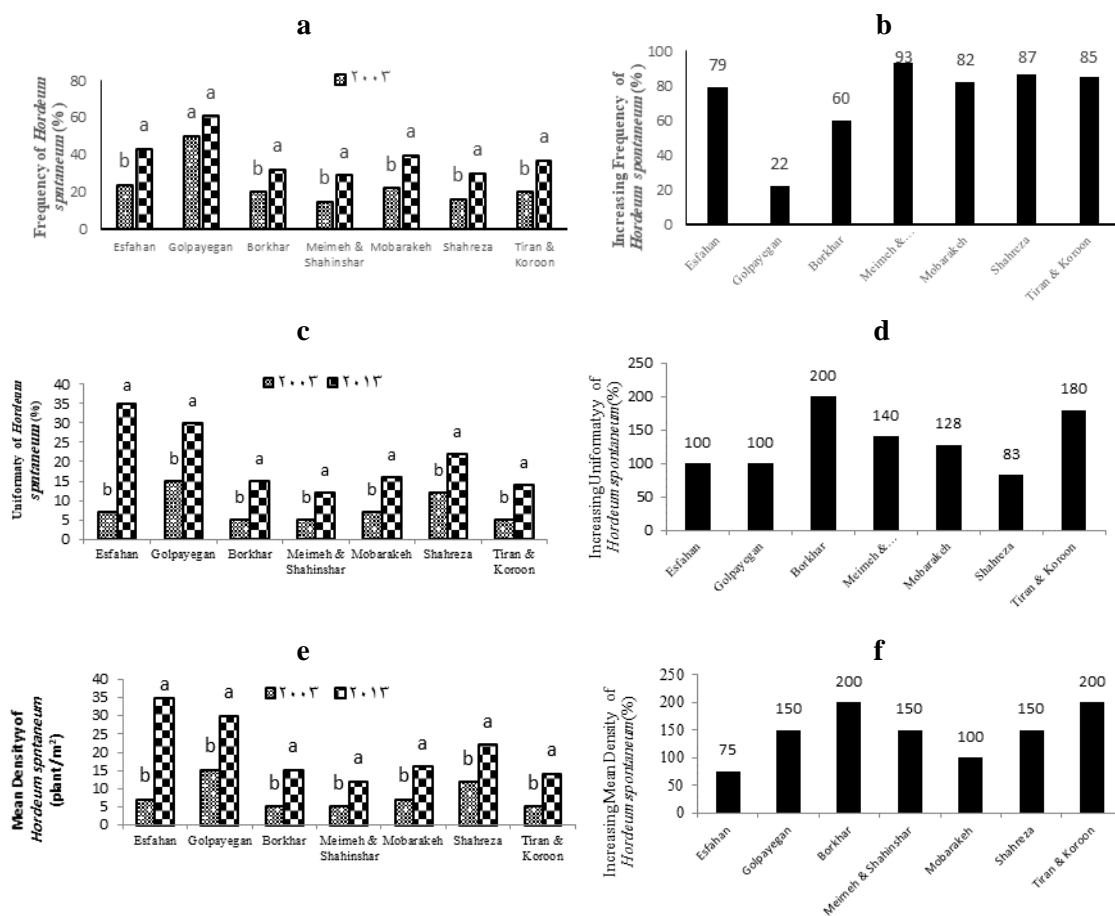 a
Frequency of Hordeum
spntaneum (%)
80
60
40
20
0
۲۰۰۳
b a
a a
b a
b a
b a
b a
b a
Esfahan Golpayegan Borkhar Meimeh & Mobarakeh Shahreza Tiran &
Shahinshar Koroon
b
Increasing Frequency of
Hordeum spontaneum (%)
100
80
60
40
20
0
79 22 60 93 82 87 85
Esfahan
Golpayegan
Borkhar
Meimeh &...
Mobarakeh
Shahreza
Tiran & Koroon
c
Uniformaty of Hordeum
spntaneum (%)
40
35
30
25
20
15
10
5
0
۲۰۰۳ ۲۰۱۳
b a
b a
b a
b a
b a
b a
b a
Esfahan Golpayegan Borkhar Meimeh & Mobarakeh Shahreza Tiran &
Shahinshar Koroon
d
Increasing Uniformatyy of
Hordeum spontaneum(%)
250
200
150
100
50
0
100 100 200 140 128 83 180
Esfahan
Golpayegan
Borkhar
Meimeh &...
Mobarakeh
Shahreza
Tiran & Koroon
e
Mean Densityyof
Hordeum spntaneum
(plant/m²)
40
35
30
25
20
15
10
5
0
۲۰۰۳ ۲۰۱۳
b a
b a
b a
b a
b a
b a
b a
Esfahan Golpayegan Borkhar Meimeh & Mobarakeh Shahreza Tiran &
Shahinshar Koroon
f
Increasing Mean Density of
Hordeum spontaneum(%)
250
200
150
100
50
0
75 150 200 150 100 150 200
Esfahan
Golpayegan
Borkhar
Meimeh & Shahinshar
Mobarakeh
Shahreza
Tiran & Koroon